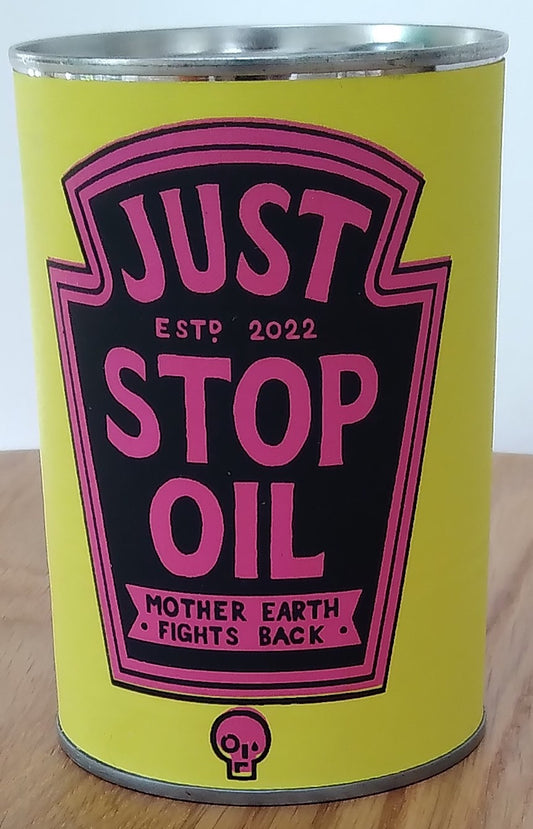 JUST
ESTD 2022
STOP
OIL
MOTHER EARTH
• FIGHTS BACK •